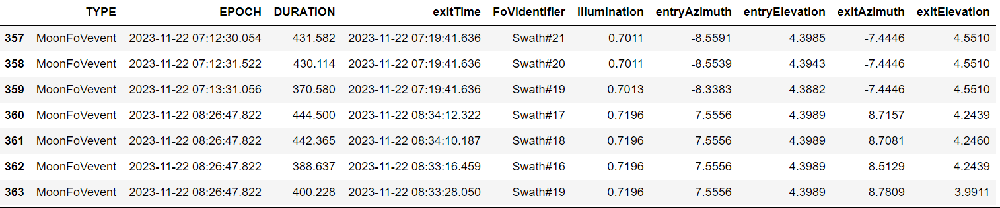 TYPE EPOCH DURATION exitTime FoVidentifier illumination entryAzimuth entryElevation exitAzimuth exitElevation
357 MoonFoVevent 2023-11-22 07:12:30.054 431.582 2023-11-22 07:19:41.636 Swath#21 0.7011 -8.5591 4.3985 -7.4446 4.5510
358 MoonFoVevent 2023-11-22 07:12:31.522 430.114 2023-11-22 07:19:41.636 Swath#20 0.7011 -8.5539 4.3943 -7.4446 4.5510
359 MoonFoVevent 2023-11-22 07:13:31.056 370.580 2023-11-22 07:19:41.636 Swath#19 0.7013 -8.3383 4.3882 -7.4446 4.5510
360 MoonFoVevent 2023-11-22 08:26:47.822 444.500 2023-11-22 08:34:12.322 Swath#17 0.7196 7.5556 4.3989 8.7157 4.2439
361 MoonFoVevent 2023-11-22 08:26:47.822 442.365 2023-11-22 08:34:10.187 Swath#18 0.7196 7.5556 4.3989 8.7081 4.2460
362 MoonFoVevent 2023-11-22 08:26:47.822 388.637 2023-11-22 08:33:16.459 Swath#16 0.7196 7.5556 4.3989 8.5129 4.2439
363 MoonFoVevent 2023-11-22 08:26:47.822 400.228 2023-11-22 08:33:28.050 Swath#19 0.7196 7.5556 4.3989 8.7809 3.9911